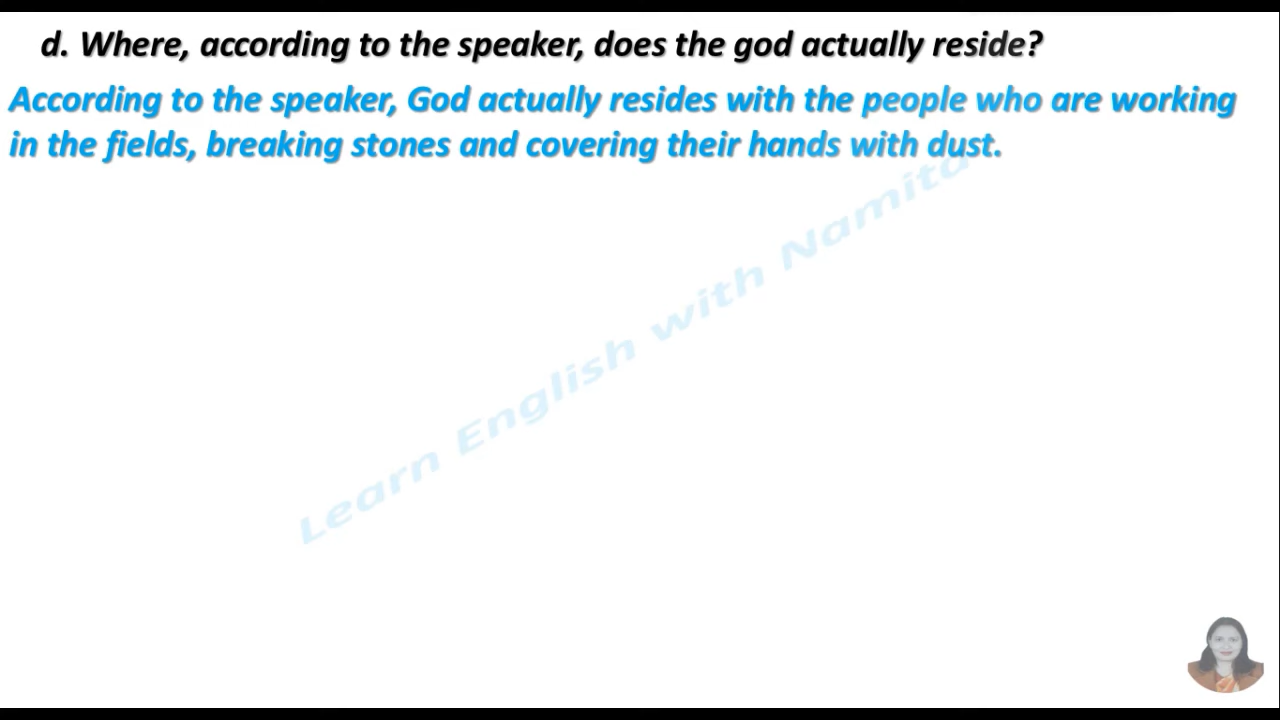 d. Where, according to the speaker, does the god actually reside?
According to the speaker, God actually resides with the people who are working
in the fields, breaking stones and covering their hands with dust.
Learn English with Namita